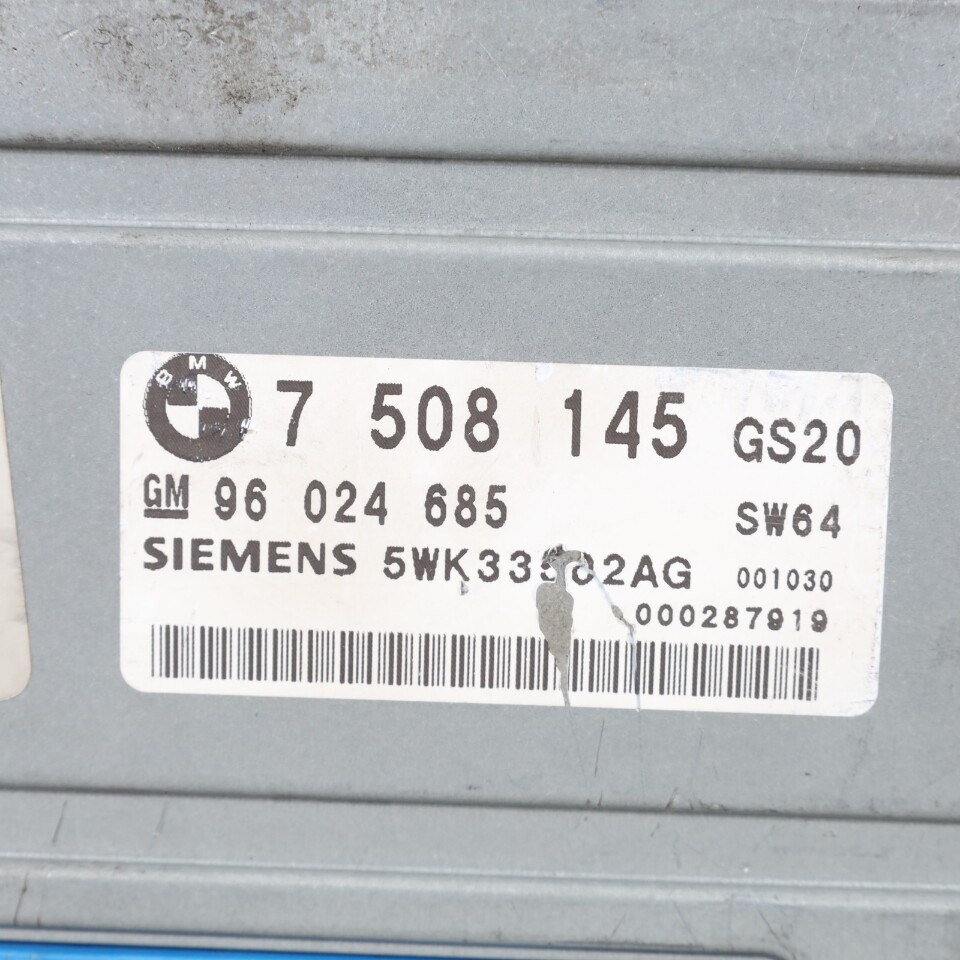 BMW 7 508 145 GS20
GM 96 024 685 SW64
SIEMENS 001030
000287919